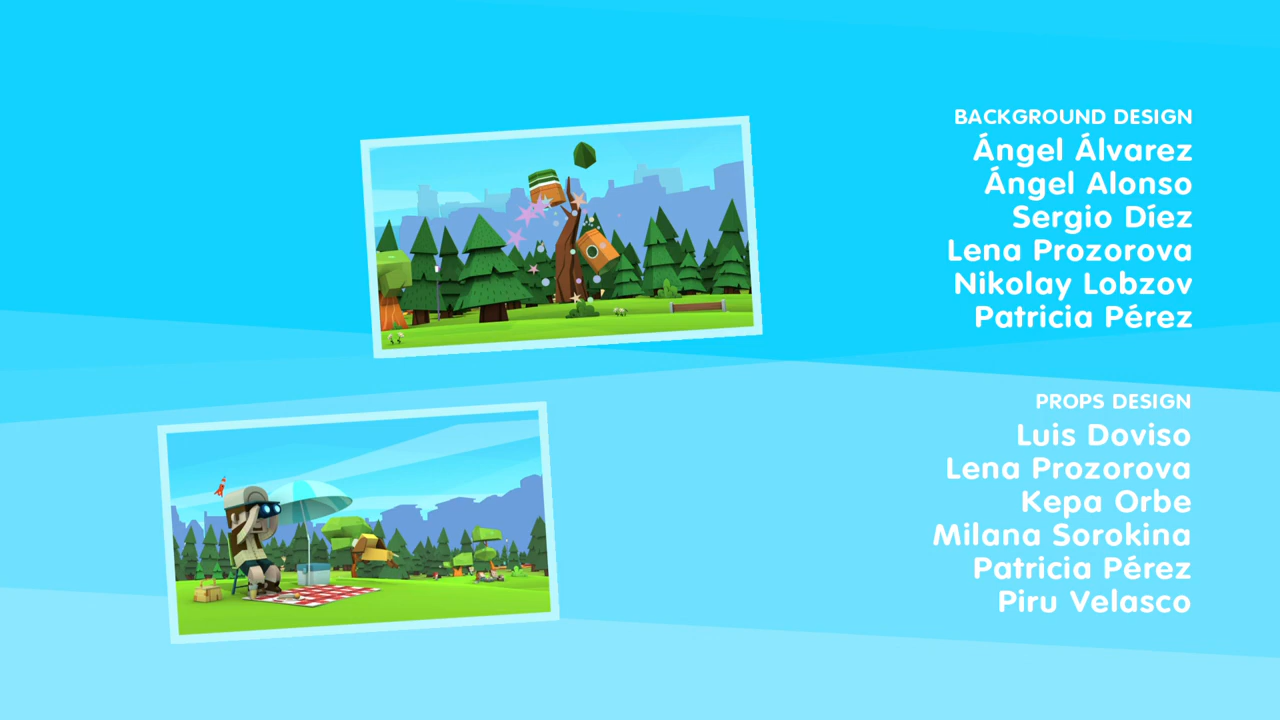 BACKGROUND DESIGN
Ángel Álvarez
Ángel Alonso
Sergio Díez
Lena Prozorova
Nikolay Lobzov
Patricia Pérez
PROPS DESIGN
Luis Doviso
Lena Prozorova
Kepa Orbe
Milana Sorokina
Patricia Pérez
Piru Velasco